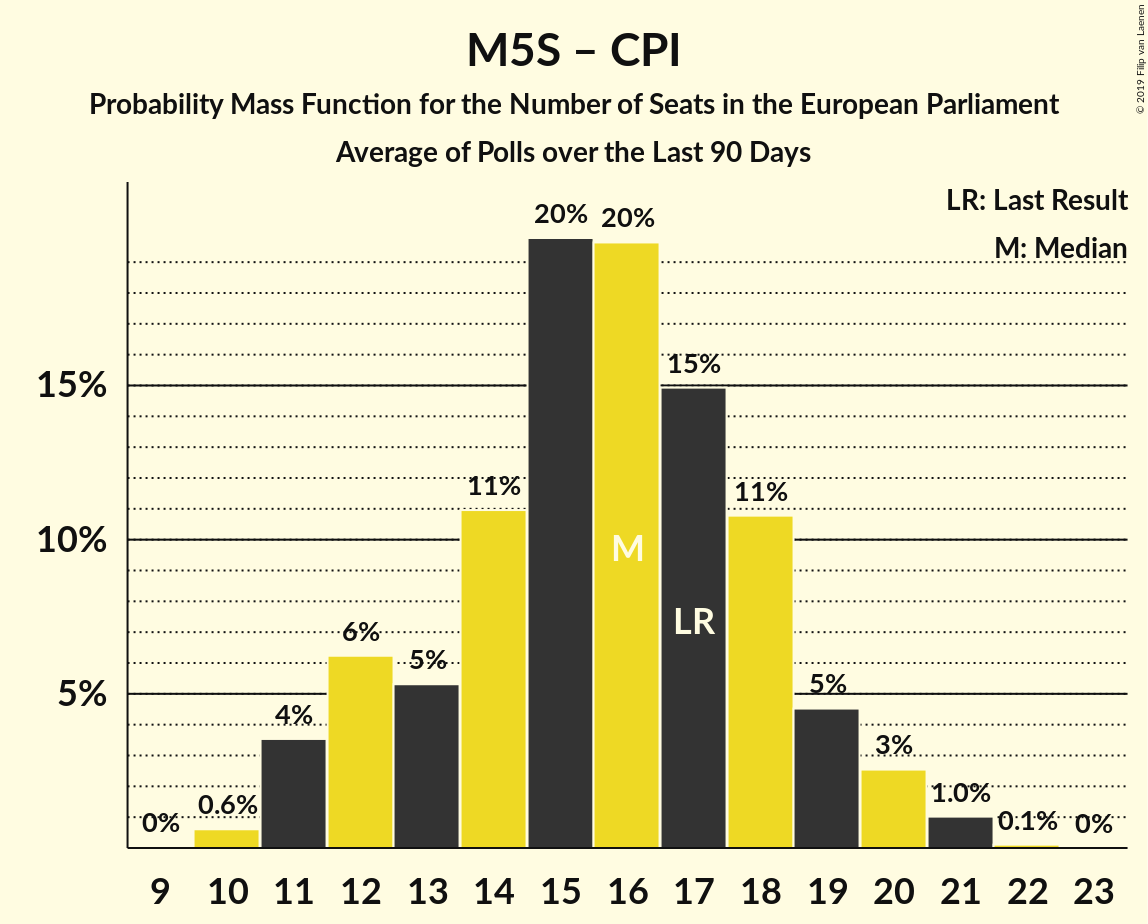 M5S – CPI
Probability Mass Function for the Number of Seats in the European Parliament
Average of Polls over the Last 90 Days
© 2019 Filip van Laenen
LR: Last Result
M: Median
20% 20%
15%
15%
11% 11%
10%
M
LR
6%
5%
5%
5%
4%
3%
1.0%
0.6%
0% 0.1% 0%
9 10 11 12 13 14 15 16 17 18 19 20 21 22 23